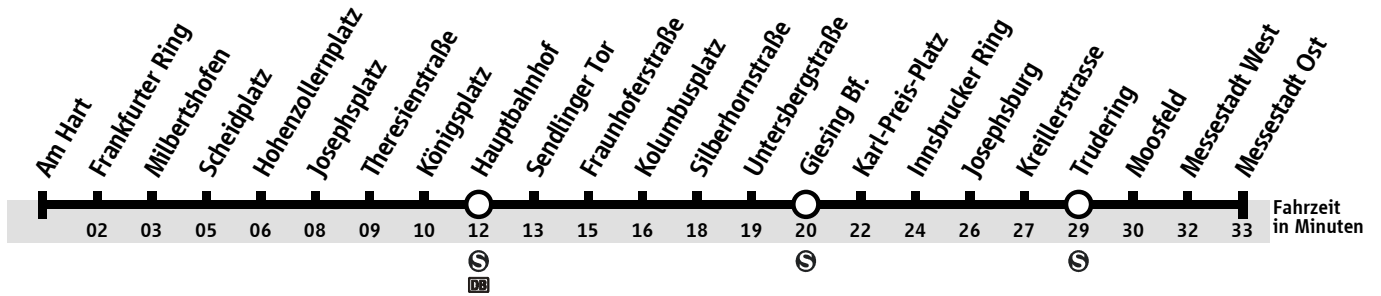 Am Hart
Frankfurter Ring
Milbertshofen
Scheidplatz
Hohenzollernplatz
Josephsplatz
Theresienstraße
Königsplatz
Hauptbahnhof
Sendlinger Tor
Fraunhoferstraße
Kolumbusplatz
Silberhornstraße
Untersbergstraße
Giesing Bf.
Karl-Preis-Platz
Innsbrucker Ring
Josephsburg
Kreillerstrasse
Trudering
Moosfeld
Messestadt West
Messestadt Ost
02 03 05 06 08 09 10 12 13 15 16 18 19 20 22 24 26 27 29 30 32 33
Fahrzeit
in Minuten
S S S
DB